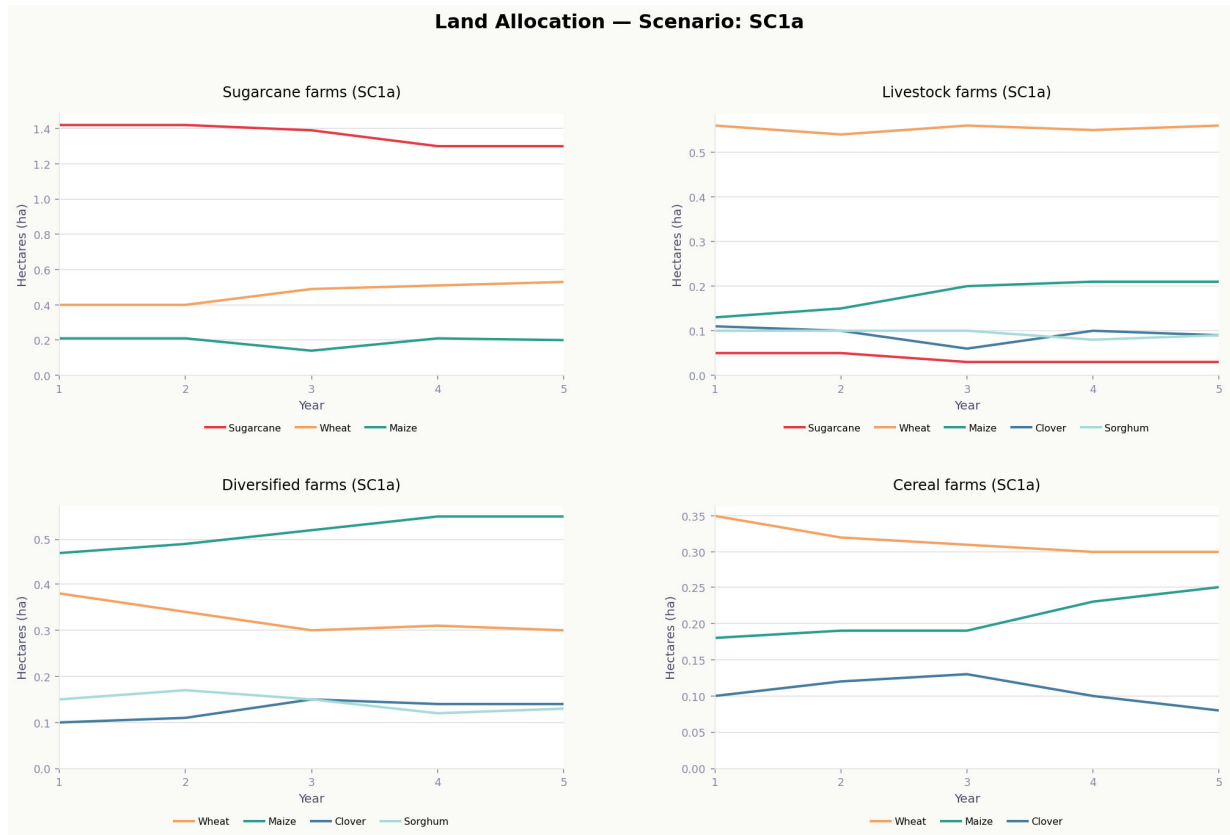 Land Allocation — Scenario: SC1a
Sugarcane farms (SC1a)
Hectares (ha)
1.4
1.2
1.0
0.8
0.6
0.4
0.2
0.0
1 2 3 4 5
Year
Sugarcane Wheat Maize
Livestock farms (SC1a)
Hectares (ha)
0.5
0.4
0.3
0.2
0.1
0.0
1 2 3 4 5
Year
Sugarcane Wheat Maize Clover Sorghum
Diversified farms (SC1a)
Hectares (ha)
0.5
0.4
0.3
0.2
0.1
0.0
1 2 3 4 5
Year
Wheat Maize Clover Sorghum
Cereal farms (SC1a)
Hectares (ha)
0.35
0.30
0.25
0.20
0.15
0.10
0.05
0.00
1 2 3 4 5
Year
Wheat Maize Clover